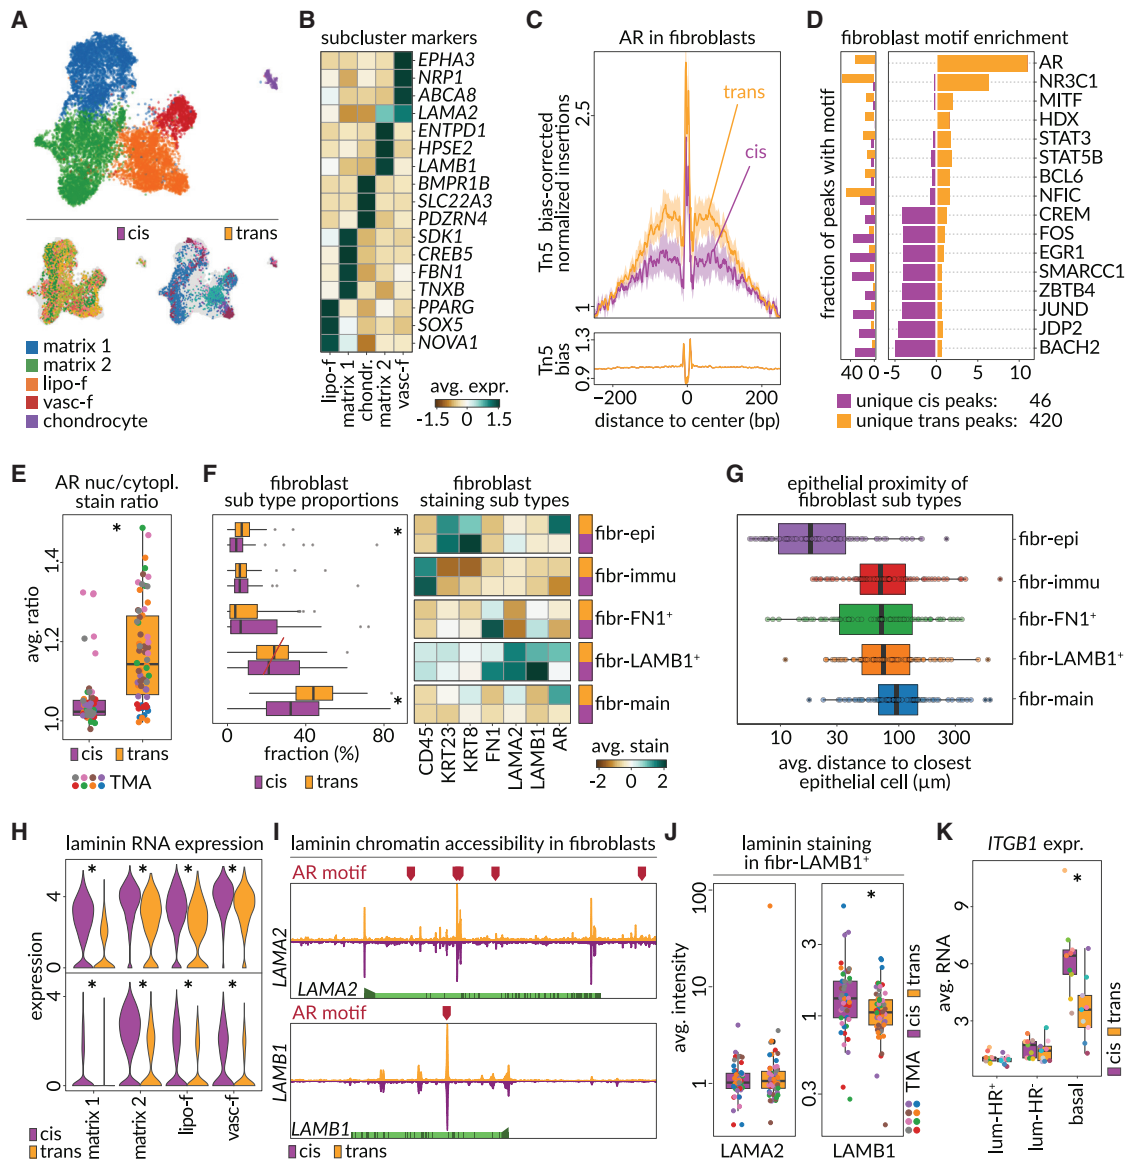 A
cis
trans
matrix 1
matrix 2
lipo-f
vasc-f
chondrocyte
B
subcluster markers
EPHA3
NRP1
ABCA8
LAMA2
ENTPD1
HPSE2
LAMB1
BMPR1B
SLC22A3
PDZRN4
SDK1
CREB5
FBN1
TNXB
PPARG
SOX5
NOVA1
lipo-f
matrix 1
chondr.
matrix 2
vasc-f
avg. expr.
-1.5 0 1.5
C
AR in fibroblasts
trans
cis
Tn5 bias-corrected
normalized insertions
2.5
1
Tn5
bias
1.3
0.9
-200 0 200
distance to center (bp)
D
fibroblast motif enrichment
fraction of peaks with motif
AR
NR3C1
MITF
HDX
STAT3
STAT5B
BCL6
NFIC
CREM
FOS
EGR1
SMARCC1
ZBTB4
JUND
JDP2
BACH2
40 0 -5 0 5 10
unique cis peaks: 46
unique trans peaks: 420
E
AR nuc/cytopl.
stain ratio
*
avg. ratio
1.4
1.2
1.0
cis trans
TMA
F
fibroblast
sub type proportions
*
*
0 40 80
fraction (%)
cis trans
fibroblast
staining sub types
fibr-epi
fibr-immu
fibr-FN1+
fibr-LAMB1+
fibr-main
CD45
KRT23
KRT8
FN1
LAMA2
LAMB1
AR
avg. stain
-2 0 2
G
epithelial proximity of
fibroblast sub types
fibr-epi
fibr-immu
fibr-FN1+
fibr-LAMB1+
fibr-main
10 30 100 300
avg. distance to closest
epithelial cell (µm)
H
laminin RNA expression
* * * *
4
0
* * * *
4
0
expression
matrix 1
matrix 2
lipo-f
vasc-f
cis
trans
I
laminin chromatin accessibility in fibroblasts
AR motif
LAMA2
LAMA2
AR motif
LAMB1
LAMB1
cis trans
J
laminin staining
in fibr-LAMB1+
*
avg. intensity
100
10
1
3
1
0.3
LAMA2 LAMB1
TMA cis trans
K
ITGB1 expr.
*
avg. RNA
9
6
3
lum-HR+
lum-HR-
basal
cis trans